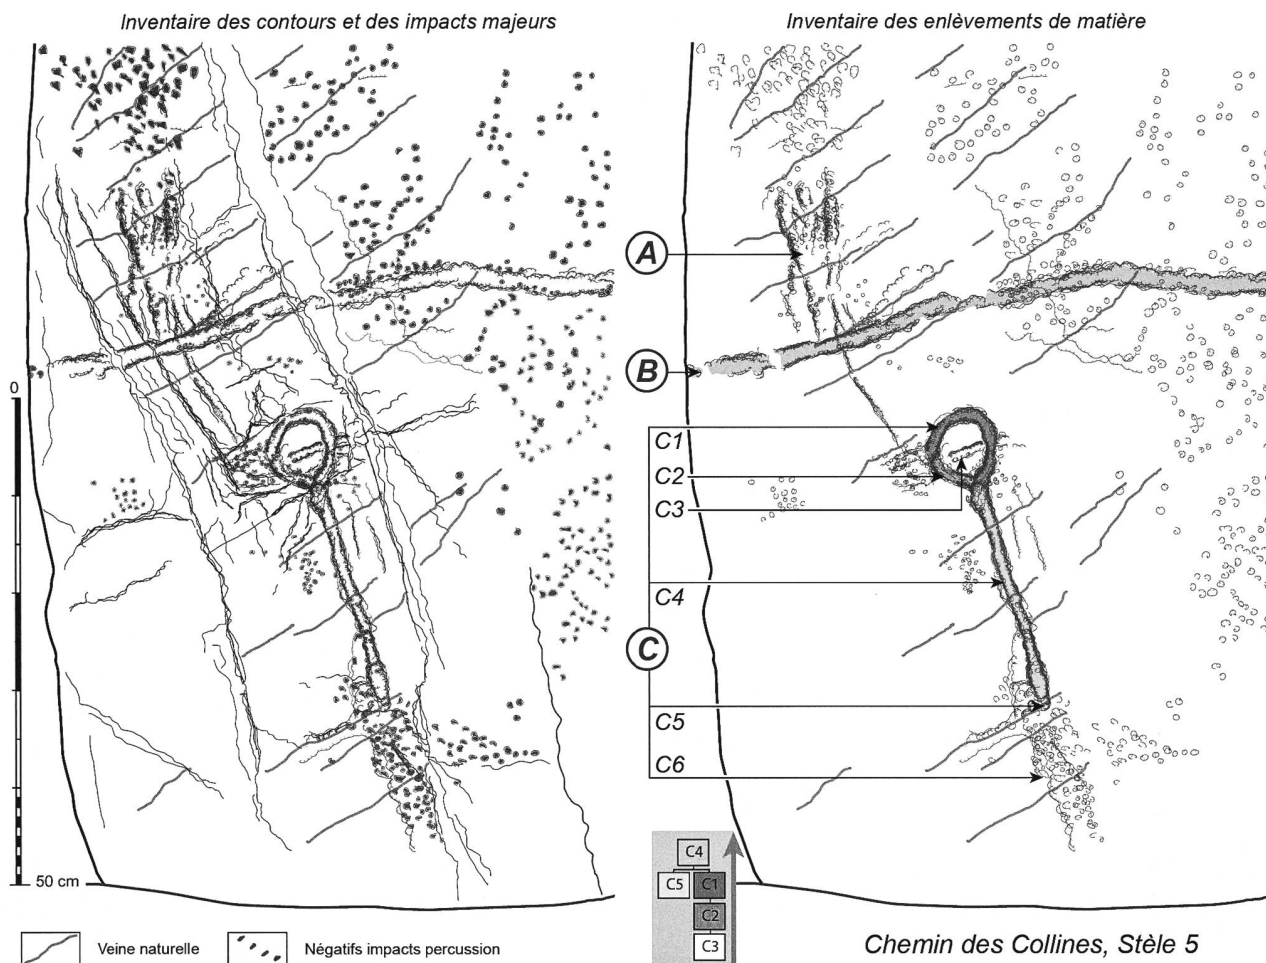 Inventaire des contours et des impacts majeurs
Inventaire des enlèvements de matière
A
B
0
C1
C2
C3
C4
C
C5
C6
50 cm
C4
C5 C1
C2
C3
Veine naturelle
Négatifs impacts percussion
Chemin des Collines, Stèle 5